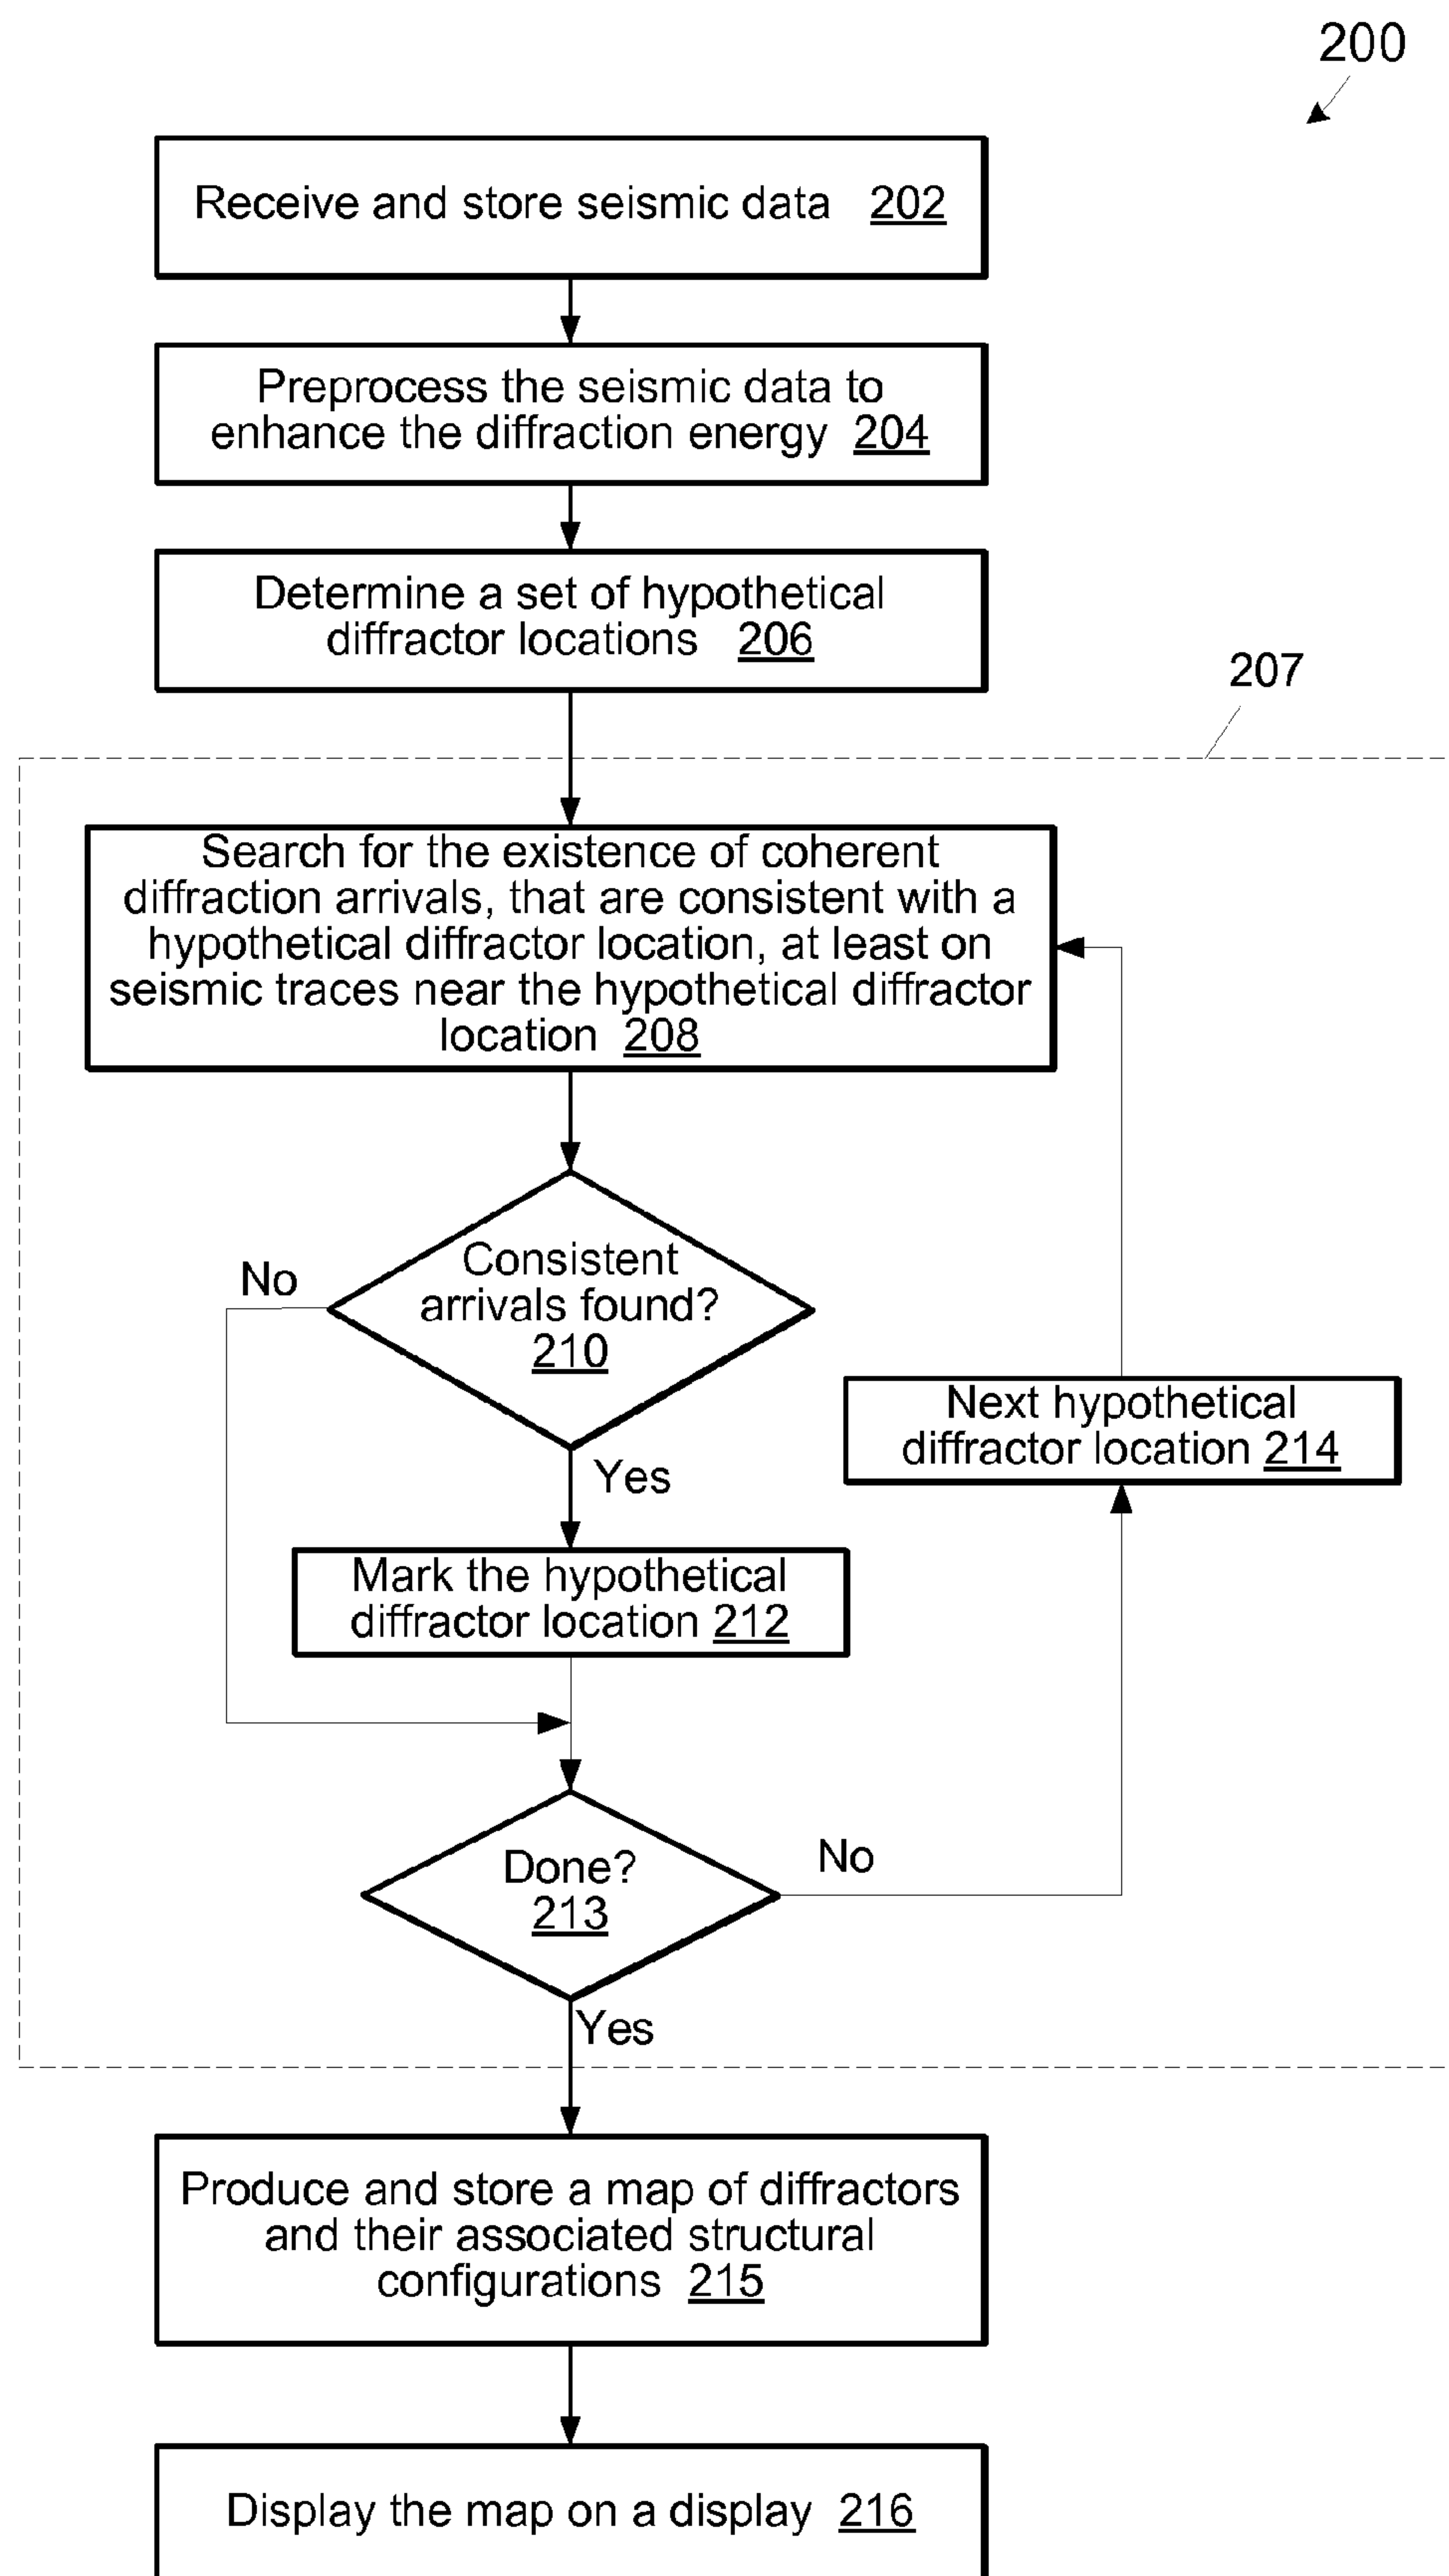 200
Receive and store seismic data 202
Preprocess the seismic data to
enhance the diffraction energy 204
Determine a set of hypothetical
diffractor locations 206
207
Search for the existence of coherent
diffraction arrivals, that are consistent with a
hypothetical diffractor location, at least on
seismic traces near the hypothetical diffractor
location 208
No
Consistent
arrivals found?
210
Yes
Next hypothetical
diffractor location 214
Mark the hypothetical
diffractor location 212
Done?
213
No
Yes
Produce and store a map of diffractors
and their associated structural
configurations 215
Display the map on a display 216